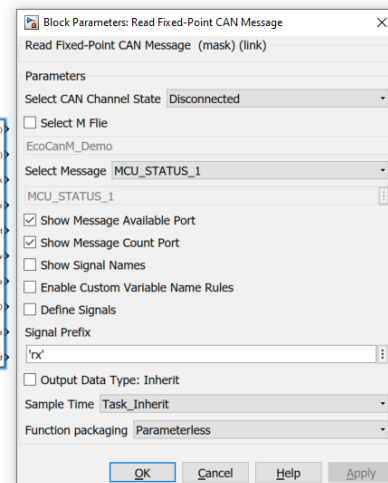 Block Parameters: Read Fixed-Point CAN Message
Read Fixed-Point CAN Message (mask) (link)
Parameters
Select CAN Channel State Disconnected
Select M Flie
EcoCanM_Demo
Select Message MCU_STATUS_1
MCU_STATUS_1
Show Message Available Port
Show Message Count Port
Show Signal Names
Enable Custom Variable Name Rules
Define Signals
Signal Prefix
'rx'
Output Data Type: Inherit
Sample Time Task_Inherit
Function packaging Parameterless
OK Cancel Help Apply